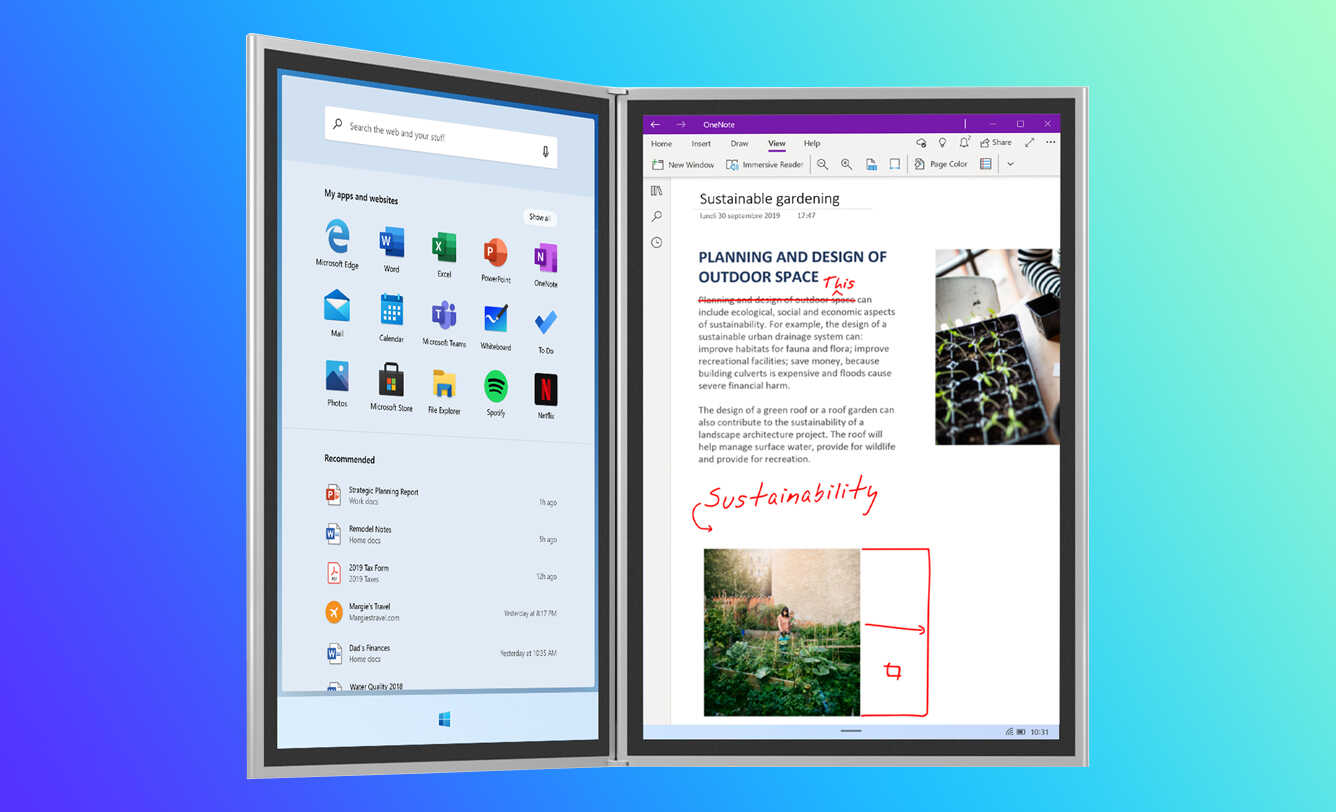 Search the web and your stuff
My apps and websites
Show all
Microsoft Edge
Word
Excel
PowerPoint
OneNote
Mail
Calendar
Microsoft Teams
Whiteboard
To Do
Photos
Microsoft Store
File Explorer
Spotify
Netflix
Recommended
Strategic Planning Report
Work docs
1h ago
Remodel Notes
Home docs
5h ago
2019 Tax Form
2019 Taxes
12h ago
Margie's Travel
Margiestravel.com
Yesterday at 8:17 PM
Dad's Finances
Home docs
Yesterday at 10:35 AM
Water Quality 2018
OneNote
Home Insert Draw View Help
Share
New Window Immersive Reader Page Color
Sustainable gardening
lundi 30 septembre 2019 17:47
PLANNING AND DESIGN OF
OUTDOOR SPACE
This
Planning and design of outdoor space can
include ecological, social and economic aspects
of sustainability. For example, the design of a
sustainable urban drainage system can:
improve habitats for fauna and flora; improve
recreational facilities; save money, because
building culverts is expensive and floods cause
severe financial harm.
The design of a green roof or a roof garden can
also contribute to the sustainability of a
landscape architecture project. The roof will
help manage surface water, provide for wildlife
and provide for recreation.
Sustainability
10:31